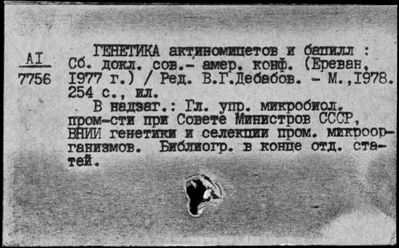 ГЕНЕТИКА актиномицетов и бацилл :
АI
Сб. докл. сов.- амер. конф. (Ереван,
7756
1977 г.) / Ред. В.Г.Дебабов. - М.,1978.
254 с., ил.
В надзаг.: Гл. упр. микробиол.
пром-сти при Совете Министров СССР,
ВНИИ генетики и селекции пром. микроор-
ганизмов. Библиогр. в конце отд. ста-
тей.